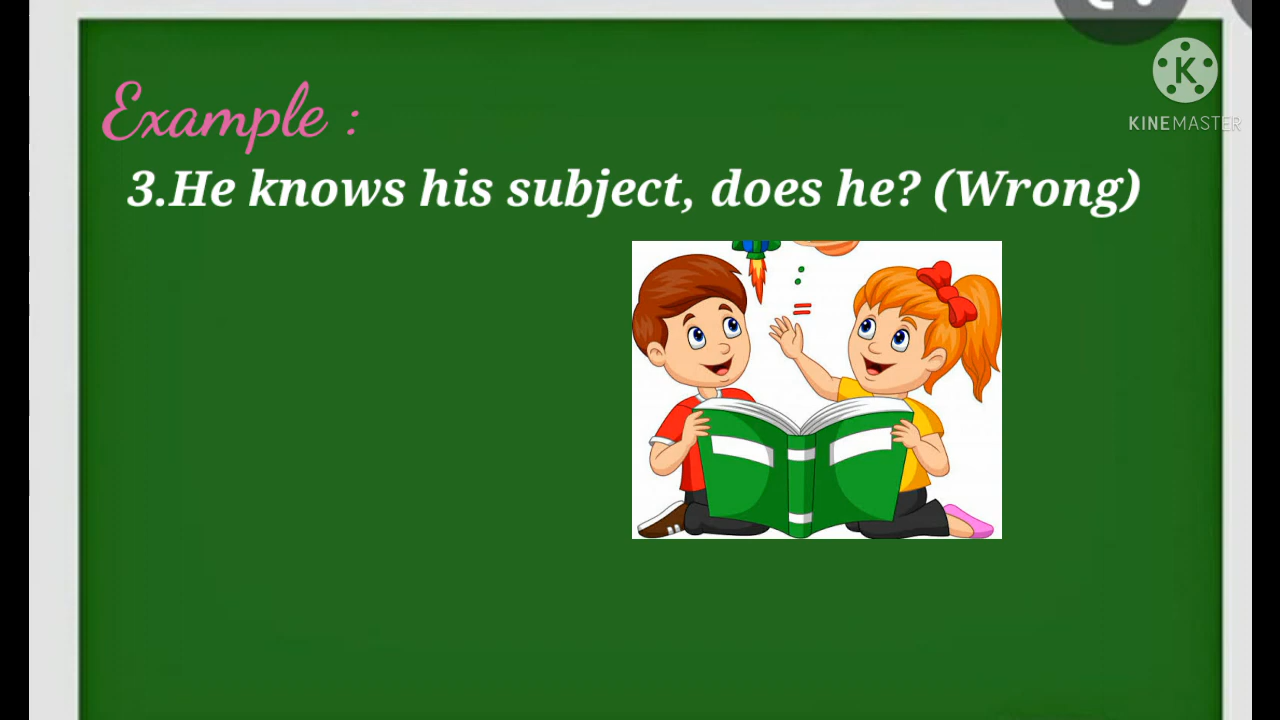 KINEMASTER
Example :
3.He knows his subject, does he? (Wrong)